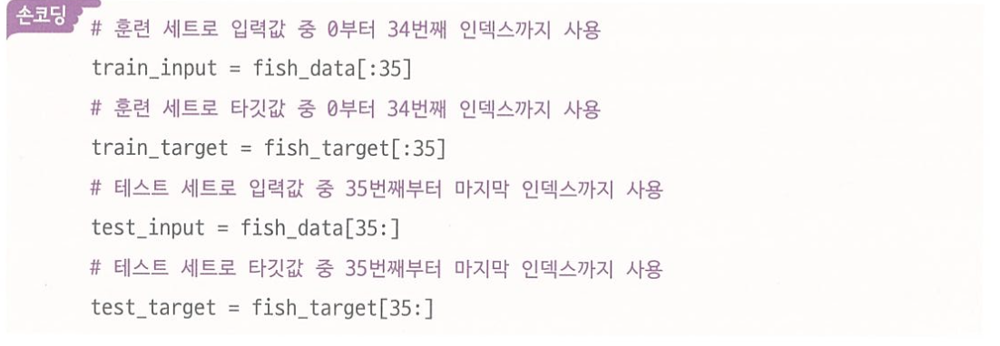 손코딩
# 훈련 세트로 입력값 중 0부터 34번째 인덱스까지 사용
train_input = fish_data[:35]
# 훈련 세트로 타깃값 중 0부터 34번째 인덱스까지 사용
train_target = fish_target[:35]
# 테스트 세트로 입력값 중 35번째부터 마지막 인덱스까지 사용
test_input = fish_data[35:]
# 테스트 세트로 타깃값 중 35번째부터 마지막 인덱스까지 사용
test_target = fish_target[35:]